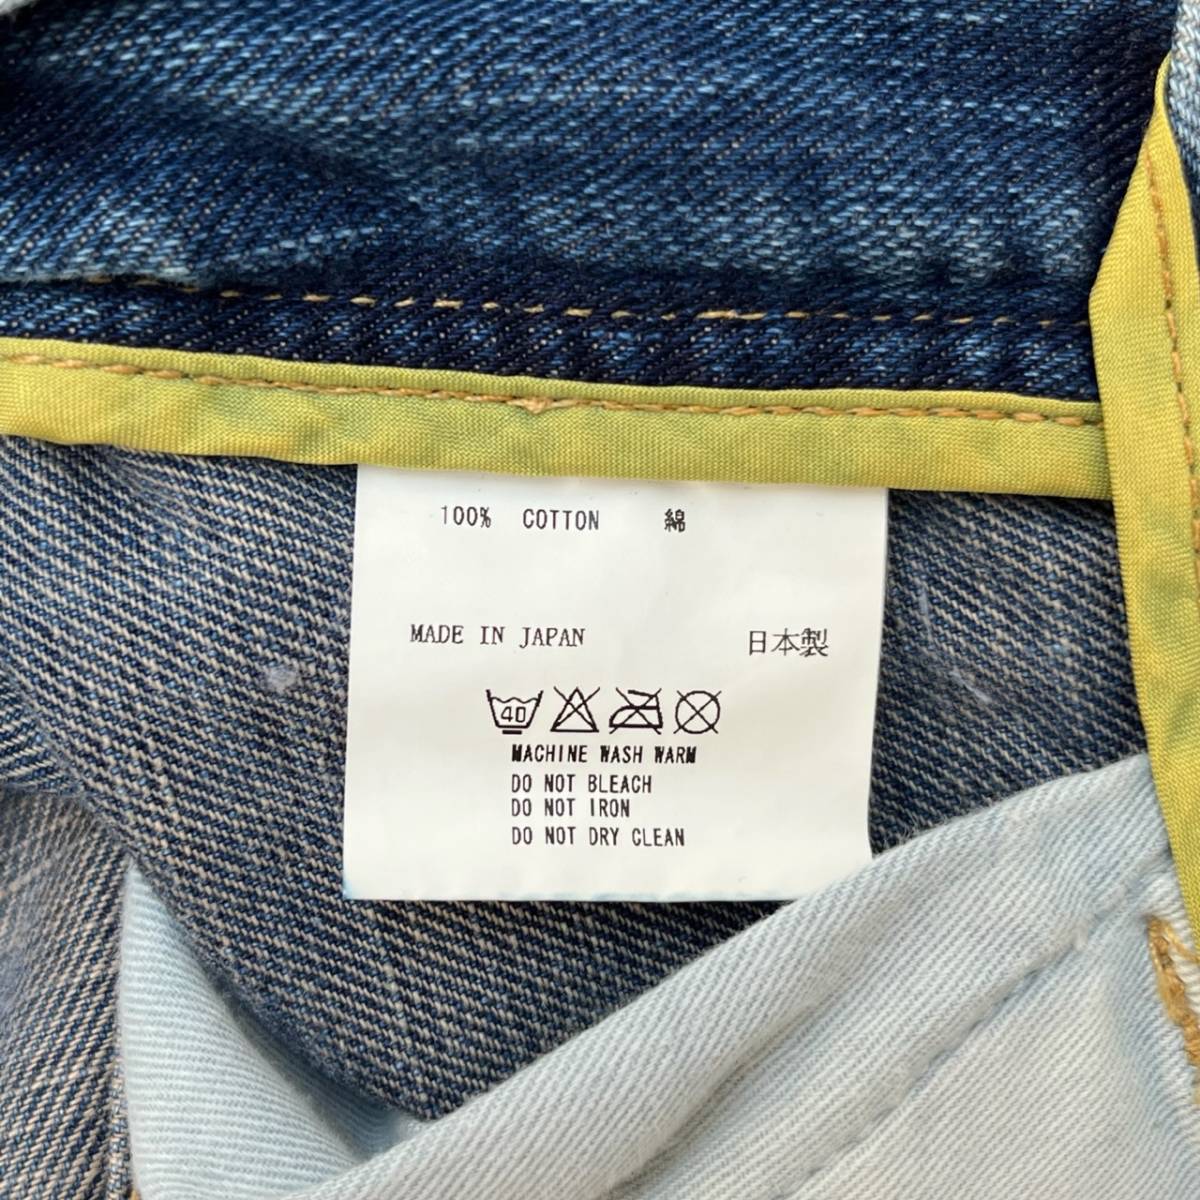 100% COTTON 綿
MADE IN JAPAN 日本製
40
MACHINE WASH WARM
DO NOT BLEACH
DO NOT IRON
DO NOT DRY CLEAN